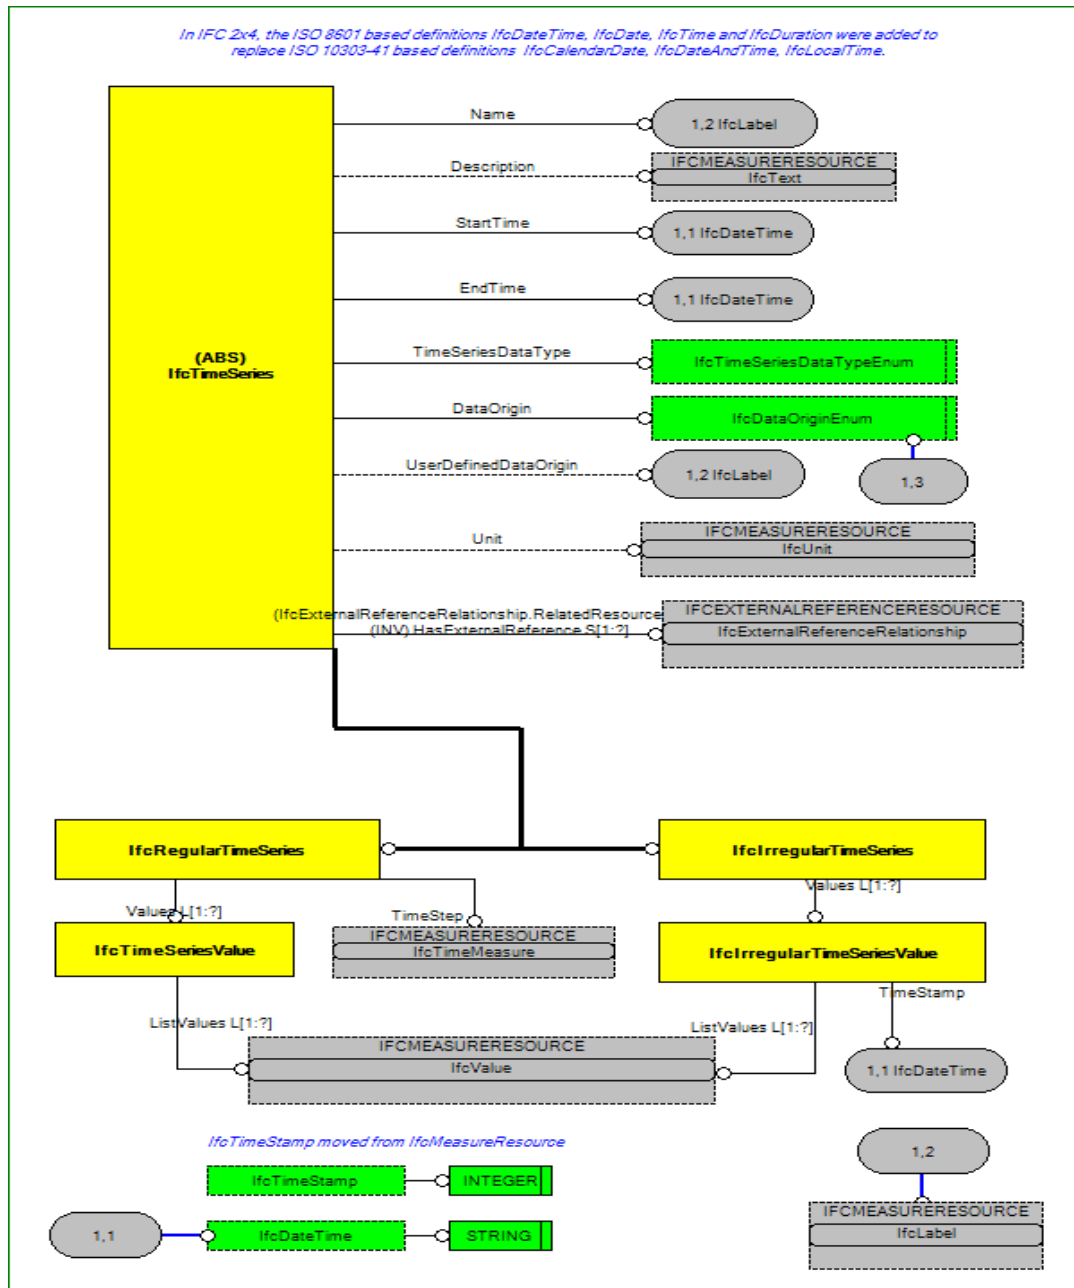 In IFC 2x4, the ISO 8601 based definitions IfcDateTime, IfcDate, IfcTime and IfcDuration were added to
replace ISO 10303-41 based definitions IfcCalendarDate, IfcDateAndTime, IfcLocalTime.
(ABS)
IfcTimeSeries
Name
1,2 IfcLabel
Description
IFCMEASURERESOURCE
IfcText
StartTime
1,1 IfcDateTime
EndTime
1,1 IfcDateTime
TimeSeriesDataType
IfcTimeSeriesDataTypeEnum
DataOrigin
IfcDataOriginEnum
UserDefinedDataOrigin
1,2 IfcLabel
1,3
Unit
IFCMEASURERESOURCE
IfcUnit
(IfcExternalReferenceRelationship.RelatedResource
(INV) HasExternalReference S[1:?]
IFCEXTERNALREFERENCERESOURCE
IfcExternalReferenceRelationship
IfcRegularTimeSeries
IfcIrregularTimeSeries
Values L[1:?]
TimeStep
Values L[1:?]
IfcTimeSeriesValue
IFCMEASURERESOURCE
IfcTimeMeasure
IfcIrregularTimeSeriesValue
TimeStamp
ListValues L[1:?]
ListValues L[1:?]
IFCMEASURERESOURCE
IfcValue
1,1 IfcDateTime
IfcTimeStamp moved from IfcMeasureResource
IfcTimeStamp
INTEGER
1,2
IFCMEASURERESOURCE
IfcLabel
1,1
IfcDateTime
STRING